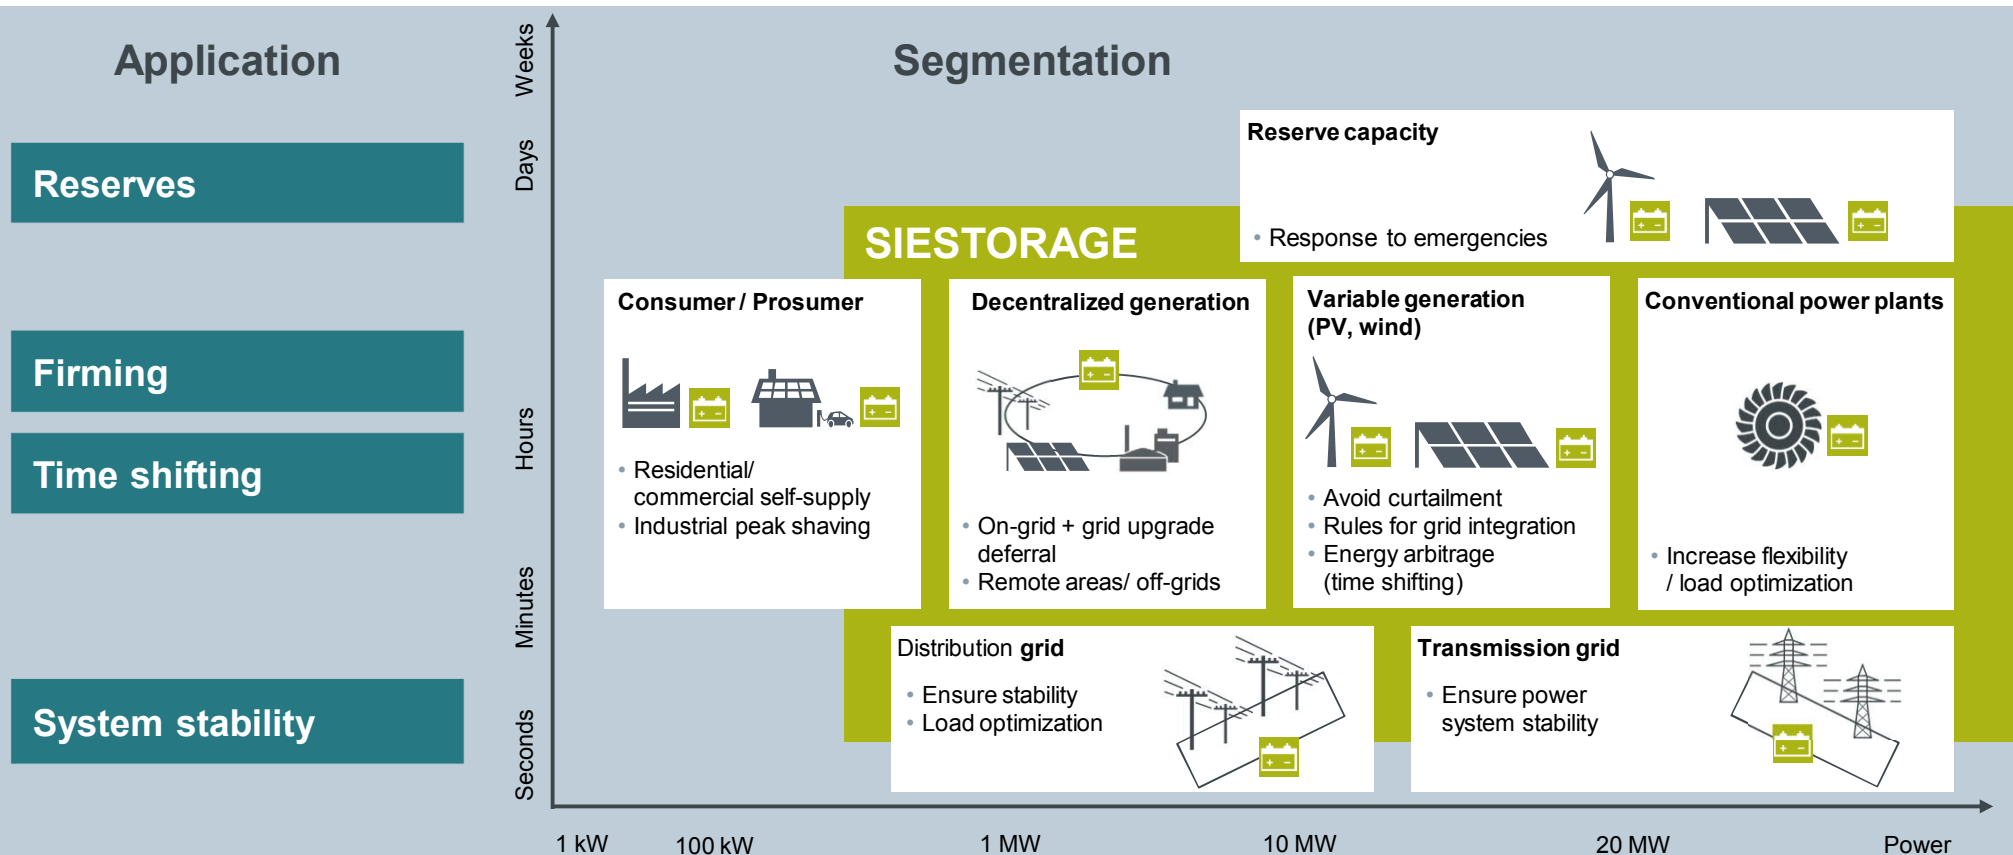 Application
Segmentation
Reserves
Firming
Time shifting
System stability
Weeks
Days
Hours
Minutes
Seconds
Reserve capacity
• Response to emergencies
SIESTORAGE
Consumer / Prosumer
• Residential/
commercial self-supply
• Industrial peak shaving
Decentralized generation
• On-grid + grid upgrade
deferral
• Remote areas/ off-grids
Variable generation
(PV, wind)
• Avoid curtailment
• Rules for grid integration
• Energy arbitrage
(time shifting)
Conventional power plants
• Increase flexibility
/ load optimization
Distribution grid
• Ensure stability
• Load optimization
Transmission grid
• Ensure power
system stability
1 kW
100 kW
1 MW
10 MW
20 MW
Power